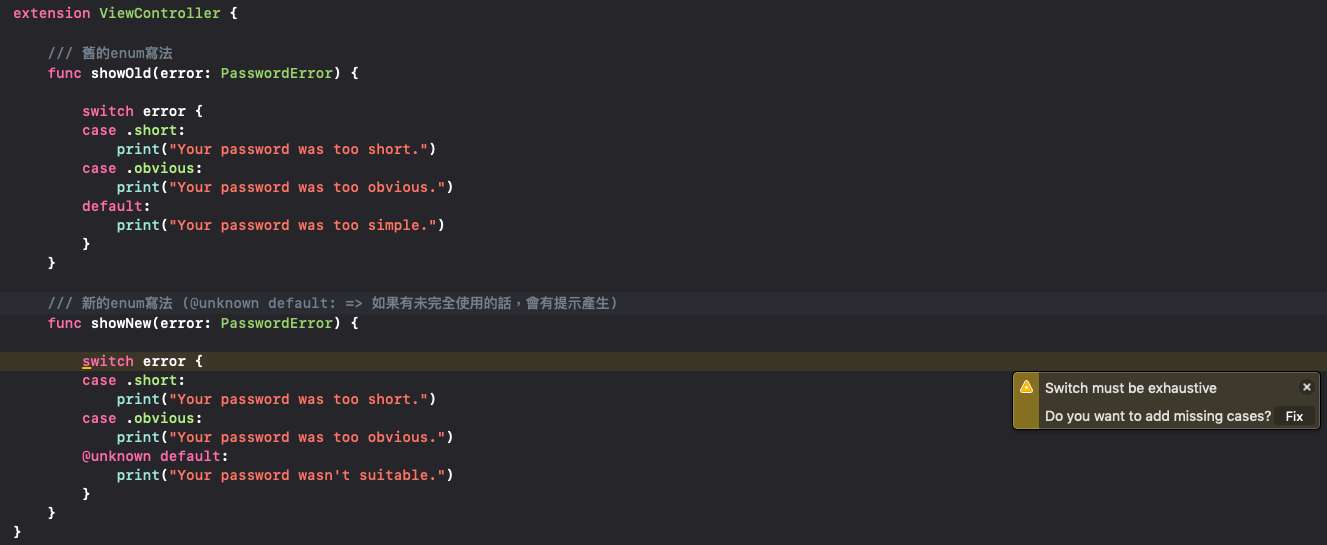 extension ViewController {
/// 舊的enum寫法
func showOld(error: PasswordError) {
switch error {
case .short:
print("Your password was too short.")
case .obvious:
print("Your password was too obvious.")
default:
print("Your password was too simple.")
}
}
/// 新的enum寫法 (@unknown default: => 如果有未完全使用的話，會有提示產生)
func showNew(error: PasswordError) {
switch error {
case .short:
print("Your password was too short.")
case .obvious:
print("Your password was too obvious.")
@unknown default:
print("Your password wasn't suitable.")
}
}
}
Switch must be exhaustive
Do you want to add missing cases? Fix